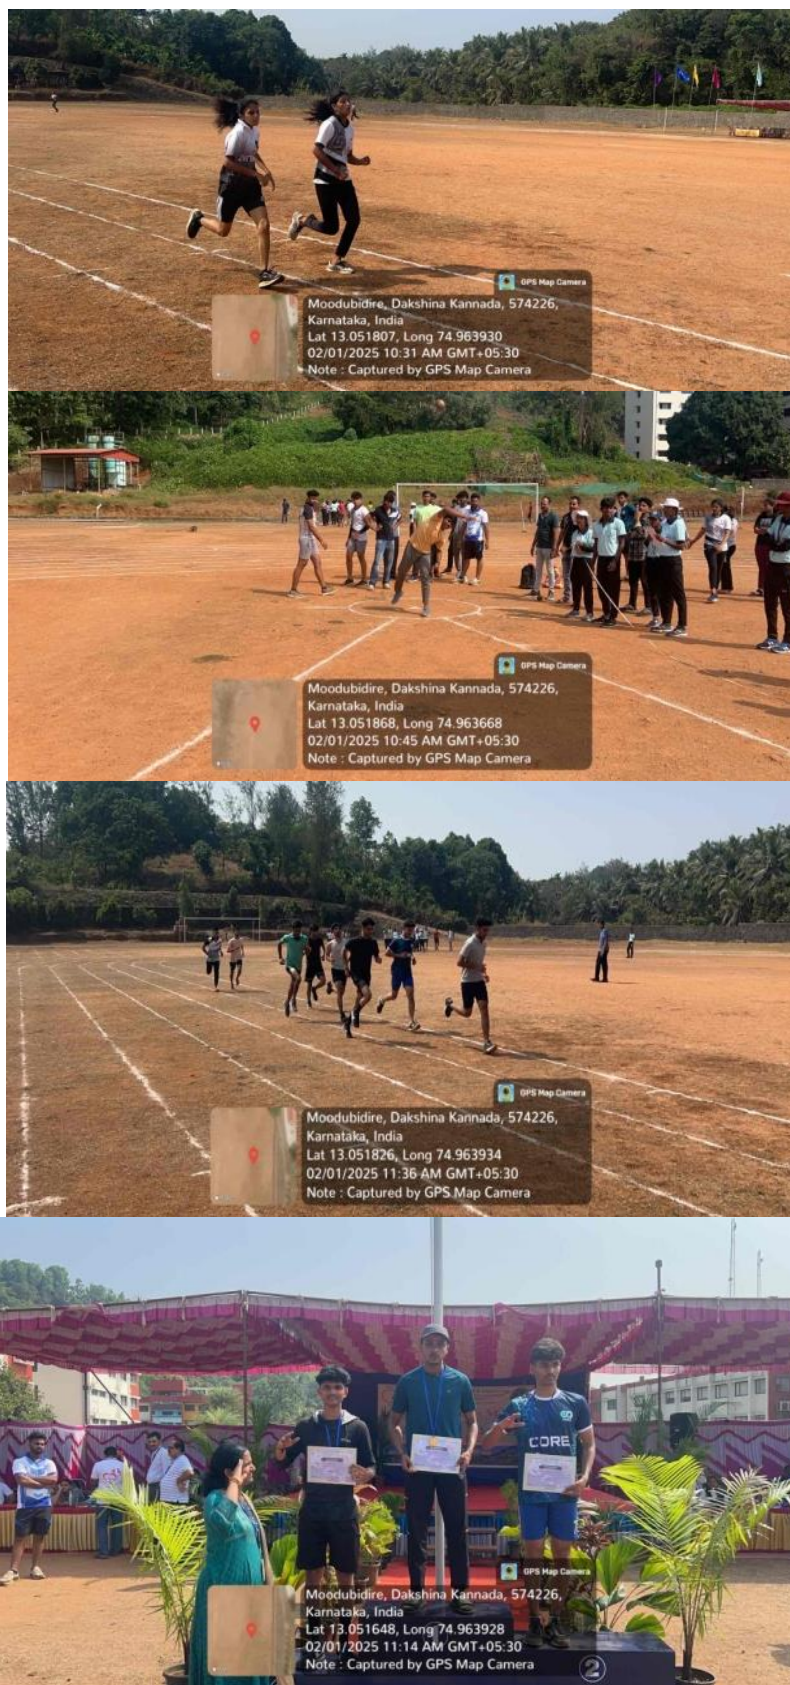 GPS Map Camera
Moodubidire, Dakshina Kannada, 574226,
Karnataka, India
Lat 13.051807, Long 74.963930
02/01/2025 10:31 AM GMT+05:30
Note : Captured by GPS Map Camera
GPS Map Camera
Moodubidire, Dakshina Kannada, 574226,
Karnataka, India
Lat 13.051868, Long 74.963668
02/01/2025 10:45 AM GMT+05:30
Note : Captured by GPS Map Camera
GPS Map Camera
Moodubidire, Dakshina Kannada, 574226,
Karnataka, India
Lat 13.051826, Long 74.963934
02/01/2025 11:36 AM GMT+05:30
Note : Captured by GPS Map Camera
CORE
GPS Map Camera
Moodubidire, Dakshina Kannada, 574226,
Karnataka, India
Lat 13.051648, Long 74.963928
02/01/2025 11:14 AM GMT+05:30
Note : Captured by GPS Map Camera
2